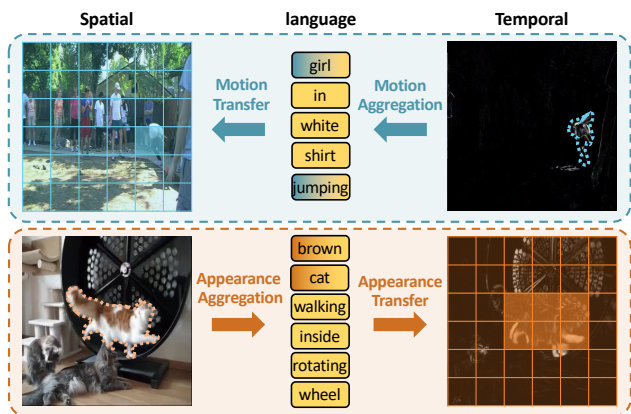 Spatial
language
Temporal
Motion
Transfer
girl
in
white
shirt
jumping
Motion
Aggregation
Appearance
Aggregation
brown
cat
walking
inside
rotating
wheel
Appearance
Transfer